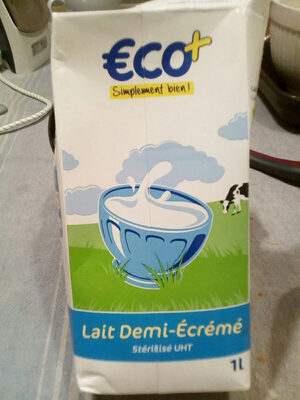 €CO+
Simplement bien !
Lait Demi-Écrémé
Stérilisé UHT
1L